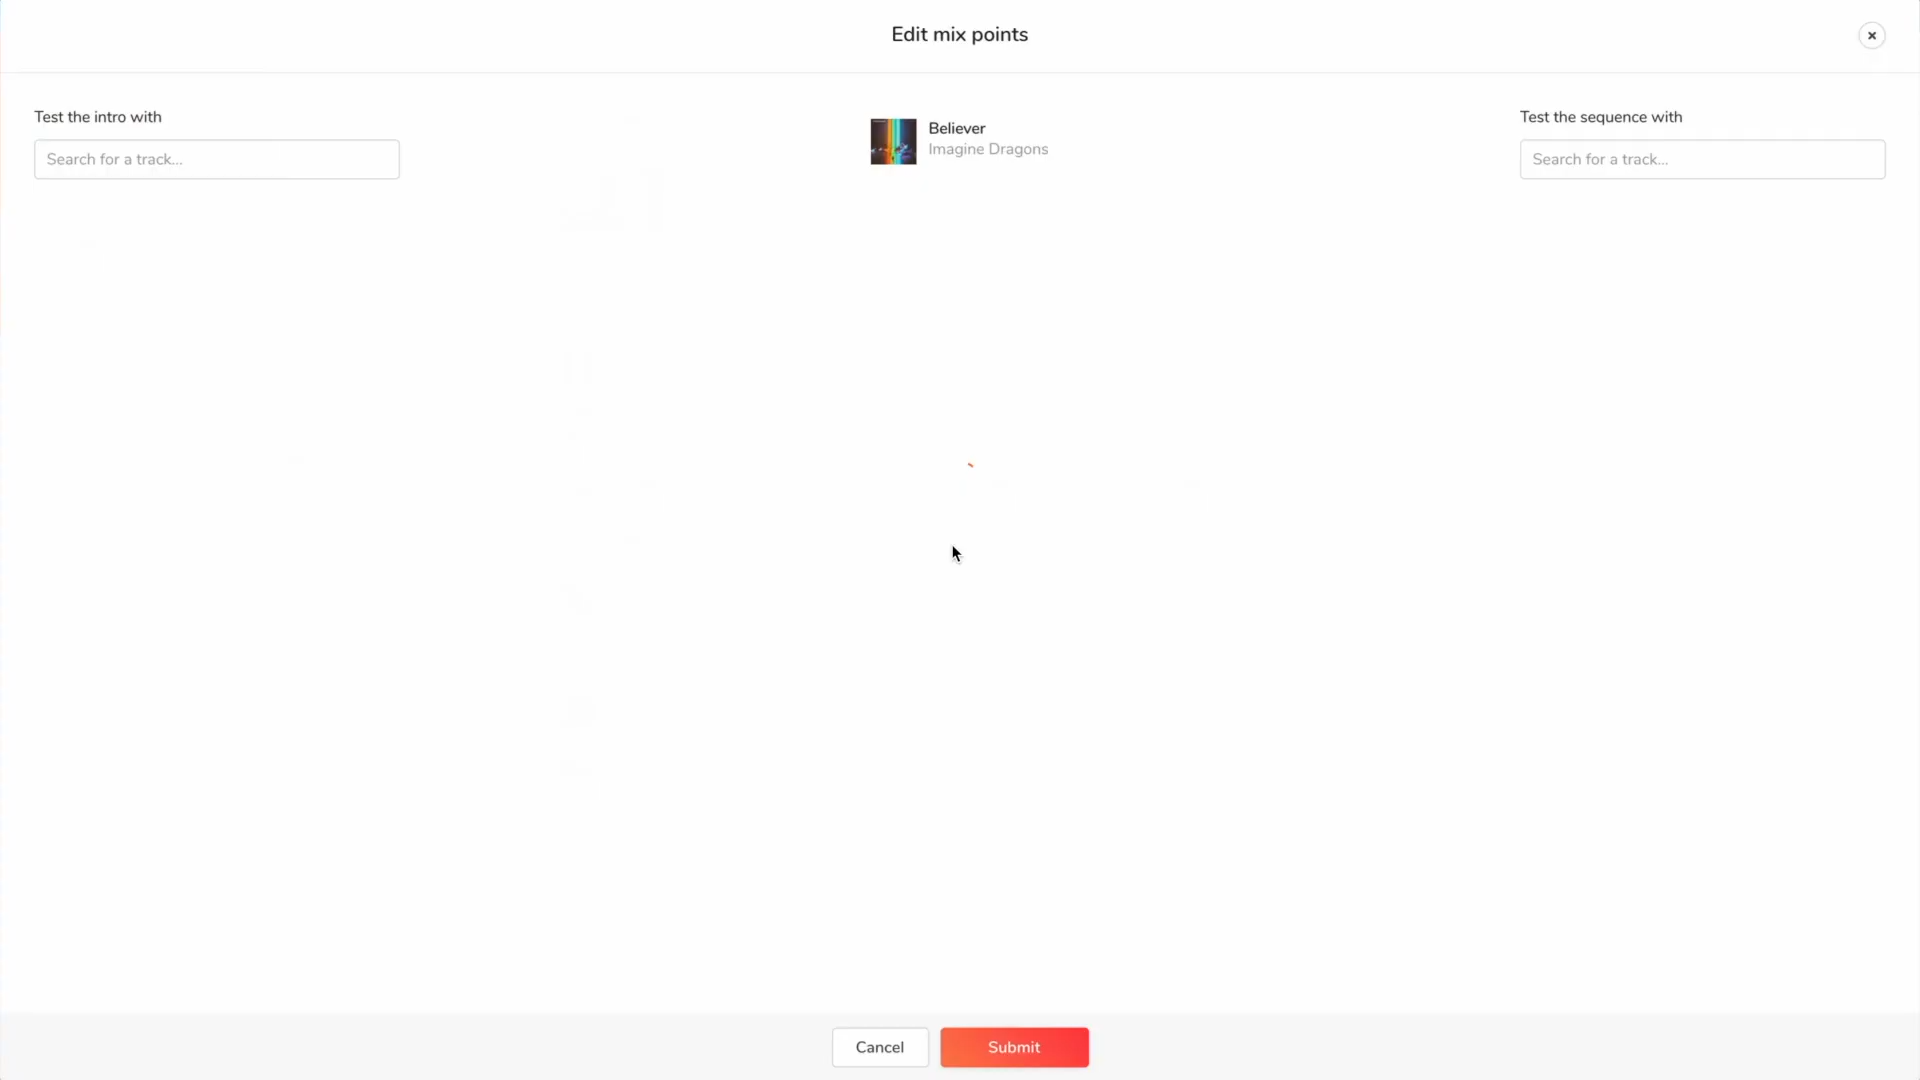 Edit mix points
Test the intro with
Search for a track...
Believer
Imagine Dragons
Test the sequence with
Search for a track...
Cancel
Submit